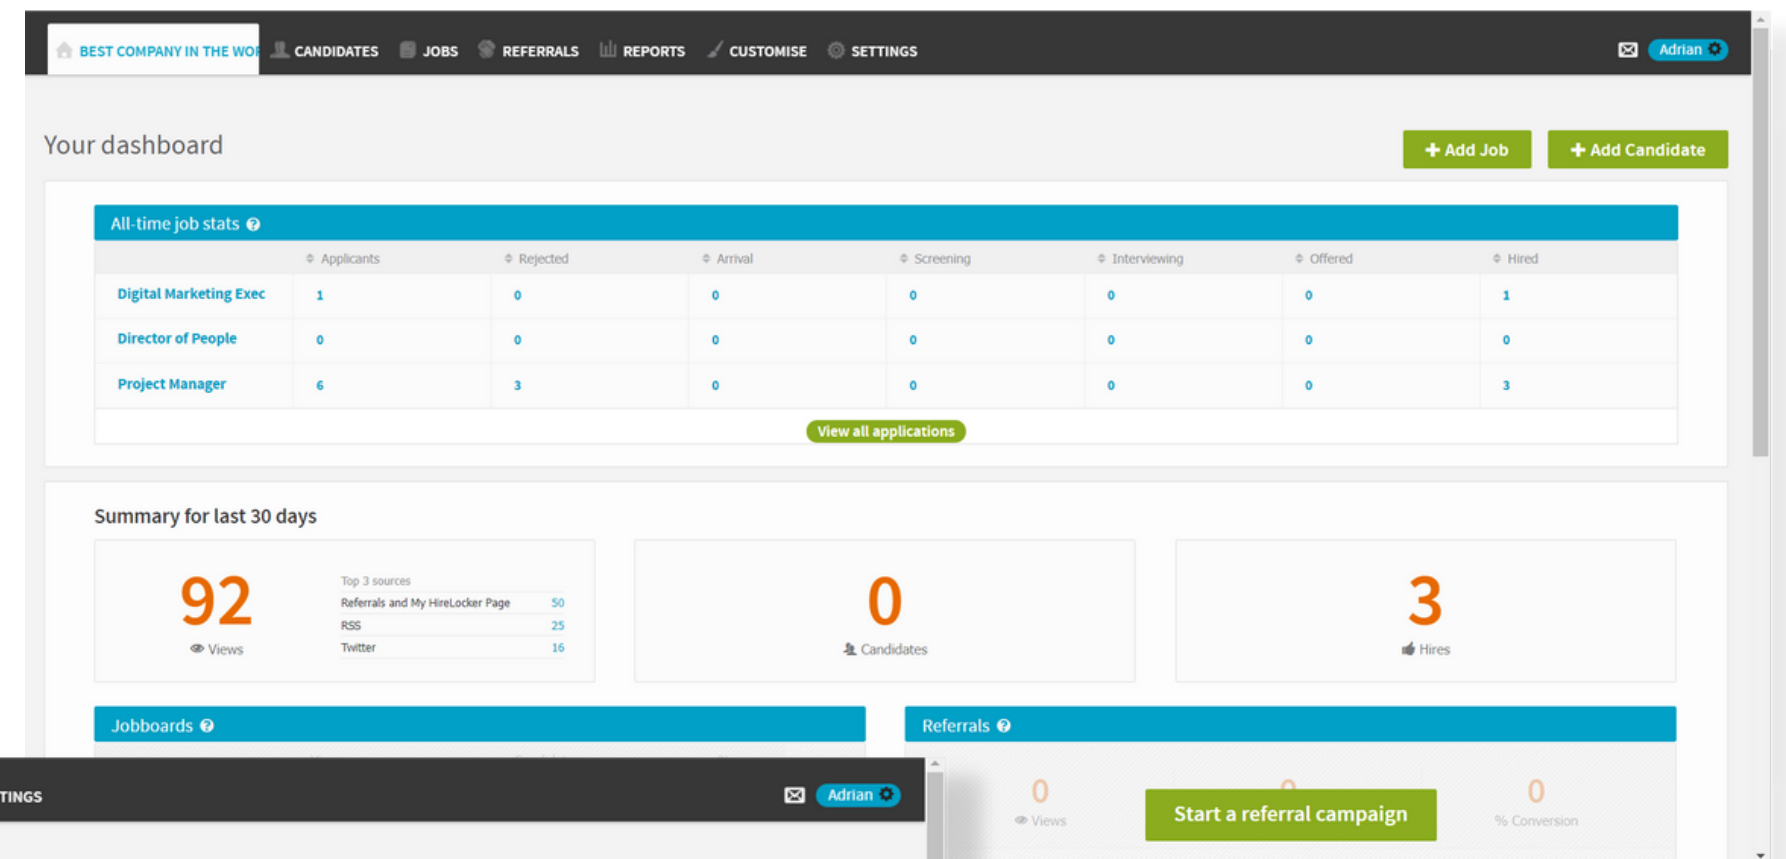 BEST COMPANY IN THE WOR CANDIDATES JOBS REFERRALS REPORTS CUSTOMISE SETTINGS Adrian
Your dashboard
+ Add Job + Add Candidate
All-time job stats
Applicants Rejected Arrival Screening Interviewing Offered Hired
Digital Marketing Exec 1 0 0 0 0 0 1
Director of People 0 0 0 0 0 0 0
Project Manager 6 3 0 0 0 0 3
View all applications
Summary for last 30 days
92
Views
Top 3 sources
Referrals and My HireLocker Page 50
RSS 25
Twitter 16
0
Candidates
3
Hires
Jobboards
Referrals
TINGS Adrian
0 0 0
Views % Conversion
Start a referral campaign